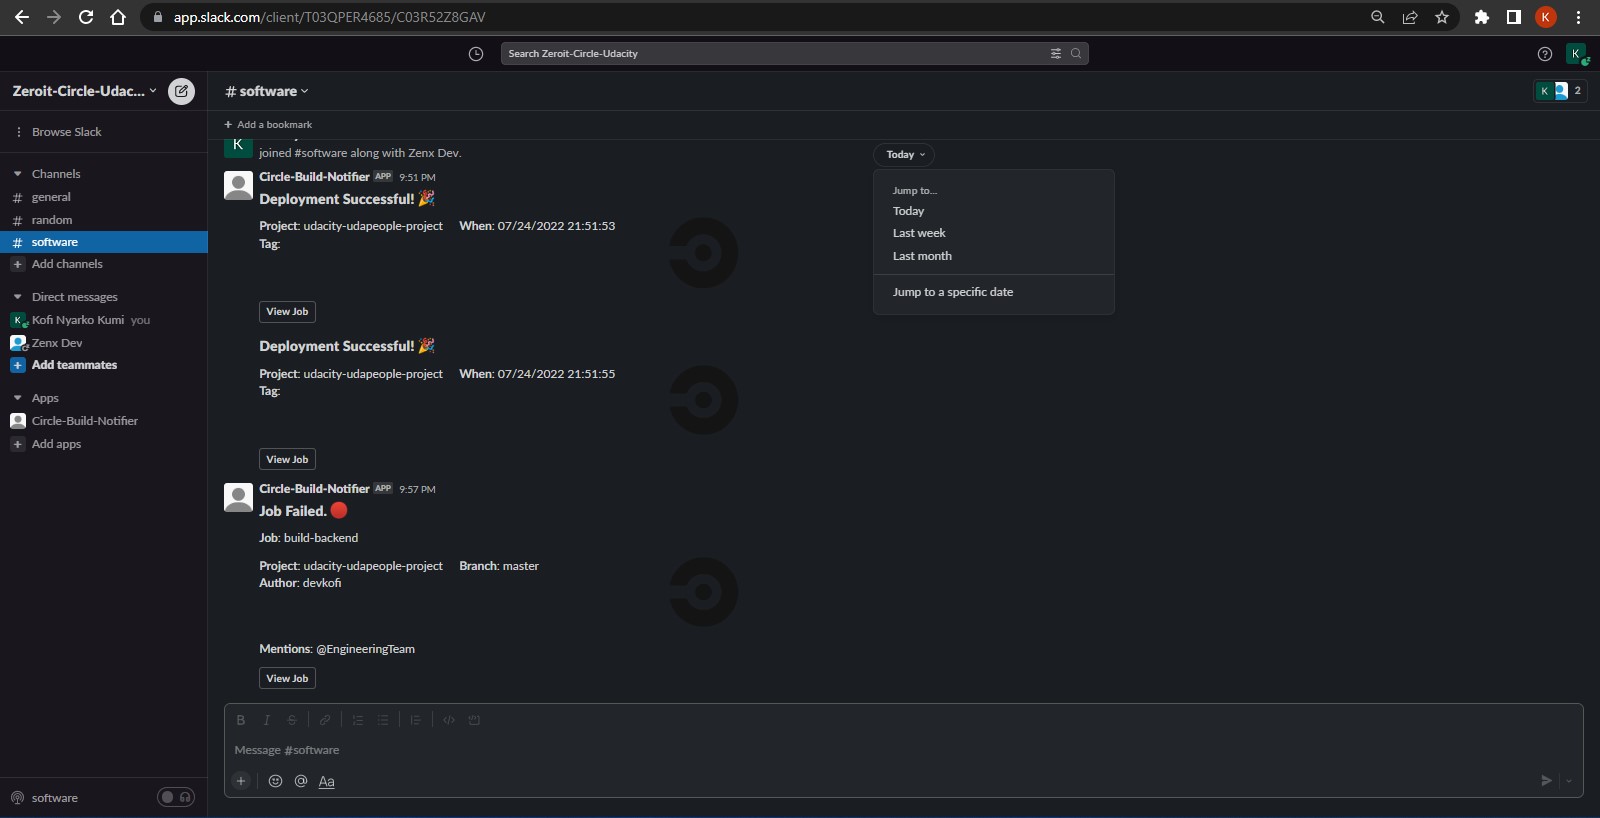 app.slack.com/client/T03QPER4685/C03R52Z8GAV
K
Search Zeroit-Circle-Udacity
K
Zeroit-Circle-Udac...
# software
K 2
Browse Slack
Add a bookmark
Channels
# general
# random
# software
Add channels
Direct messages
K Kofi Nyarko Kumi you
Zenx Dev
Add teammates
Apps
Circle-Build-Notifier
Add apps
software
K
joined #software along with Zenx Dev.
Today
Jump to...
Today
Last week
Last month
Jump to a specific date
Circle-Build-Notifier APP 9:51 PM
Deployment Successful! 🎉
Project: udacity-udapeople-project When: 07/24/2022 21:51:53
Tag:
View Job
Deployment Successful! 🎉
Project: udacity-udapeople-project When: 07/24/2022 21:51:55
Tag:
View Job
Circle-Build-Notifier APP 9:57 PM
Job Failed. 🔴
Job: build-backend
Project: udacity-udapeople-project Branch: master
Author: devkofi
Mentions: @EngineeringTeam
View Job
B I S
Message #software
+ @ Aa